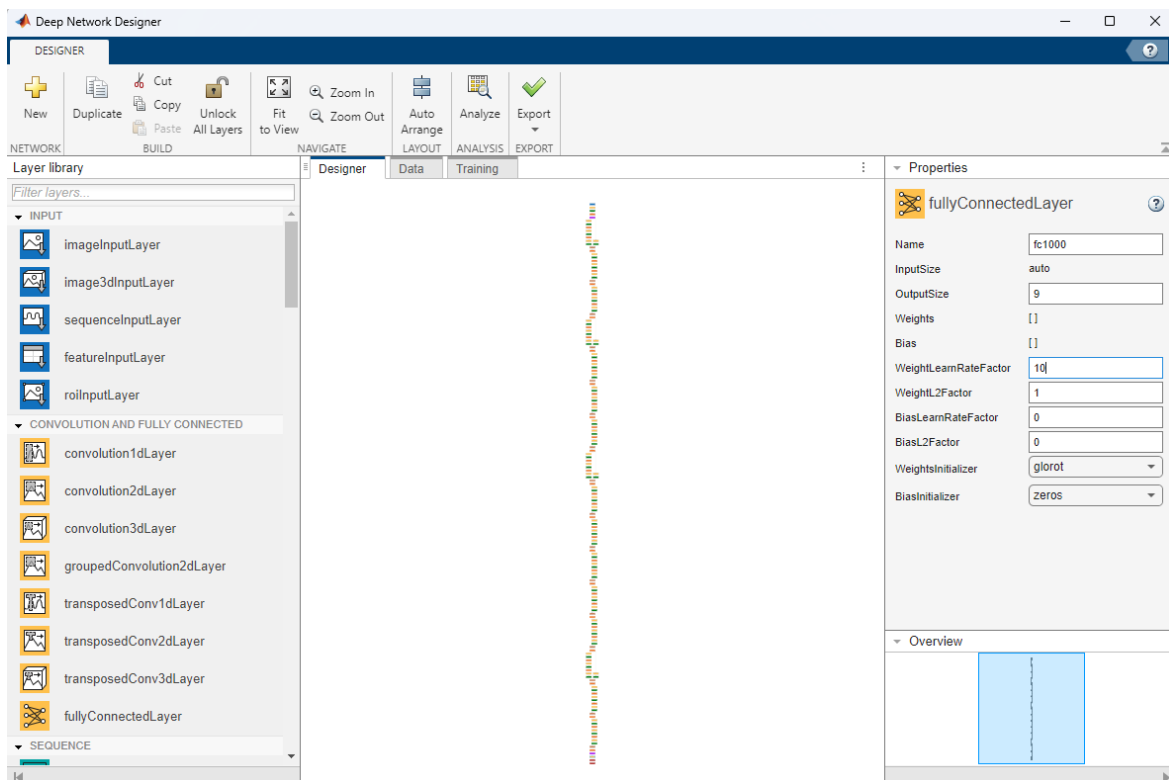 Deep Network Designer
DESIGNER
New
Duplicate
Cut
Copy
Paste
Unlock
All Layers
Fit
to View
Zoom In
Zoom Out
Auto
Arrange
Analyze
Export
NETWORK
BUILD
NAVIGATE
LAYOUT
ANALYSIS
EXPORT
Layer library
Filter layers...
INPUT
imageInputLayer
image3dInputLayer
sequenceInputLayer
featureInputLayer
roiInputLayer
CONVOLUTION AND FULLY CONNECTED
convolution1dLayer
convolution2dLayer
convolution3dLayer
groupedConvolution2dLayer
transposedConv1dLayer
transposedConv2dLayer
transposedConv3dLayer
fullyConnectedLayer
SEQUENCE
Designer Data Training
Properties
fullyConnectedLayer
Name fc1000
InputSize auto
OutputSize 9
Weights [ ]
Bias [ ]
WeightLearnRateFactor 10
WeightL2Factor 1
BiasLearnRateFactor 0
BiasL2Factor 0
WeightsInitializer glorot
BiasInitializer zeros
Overview